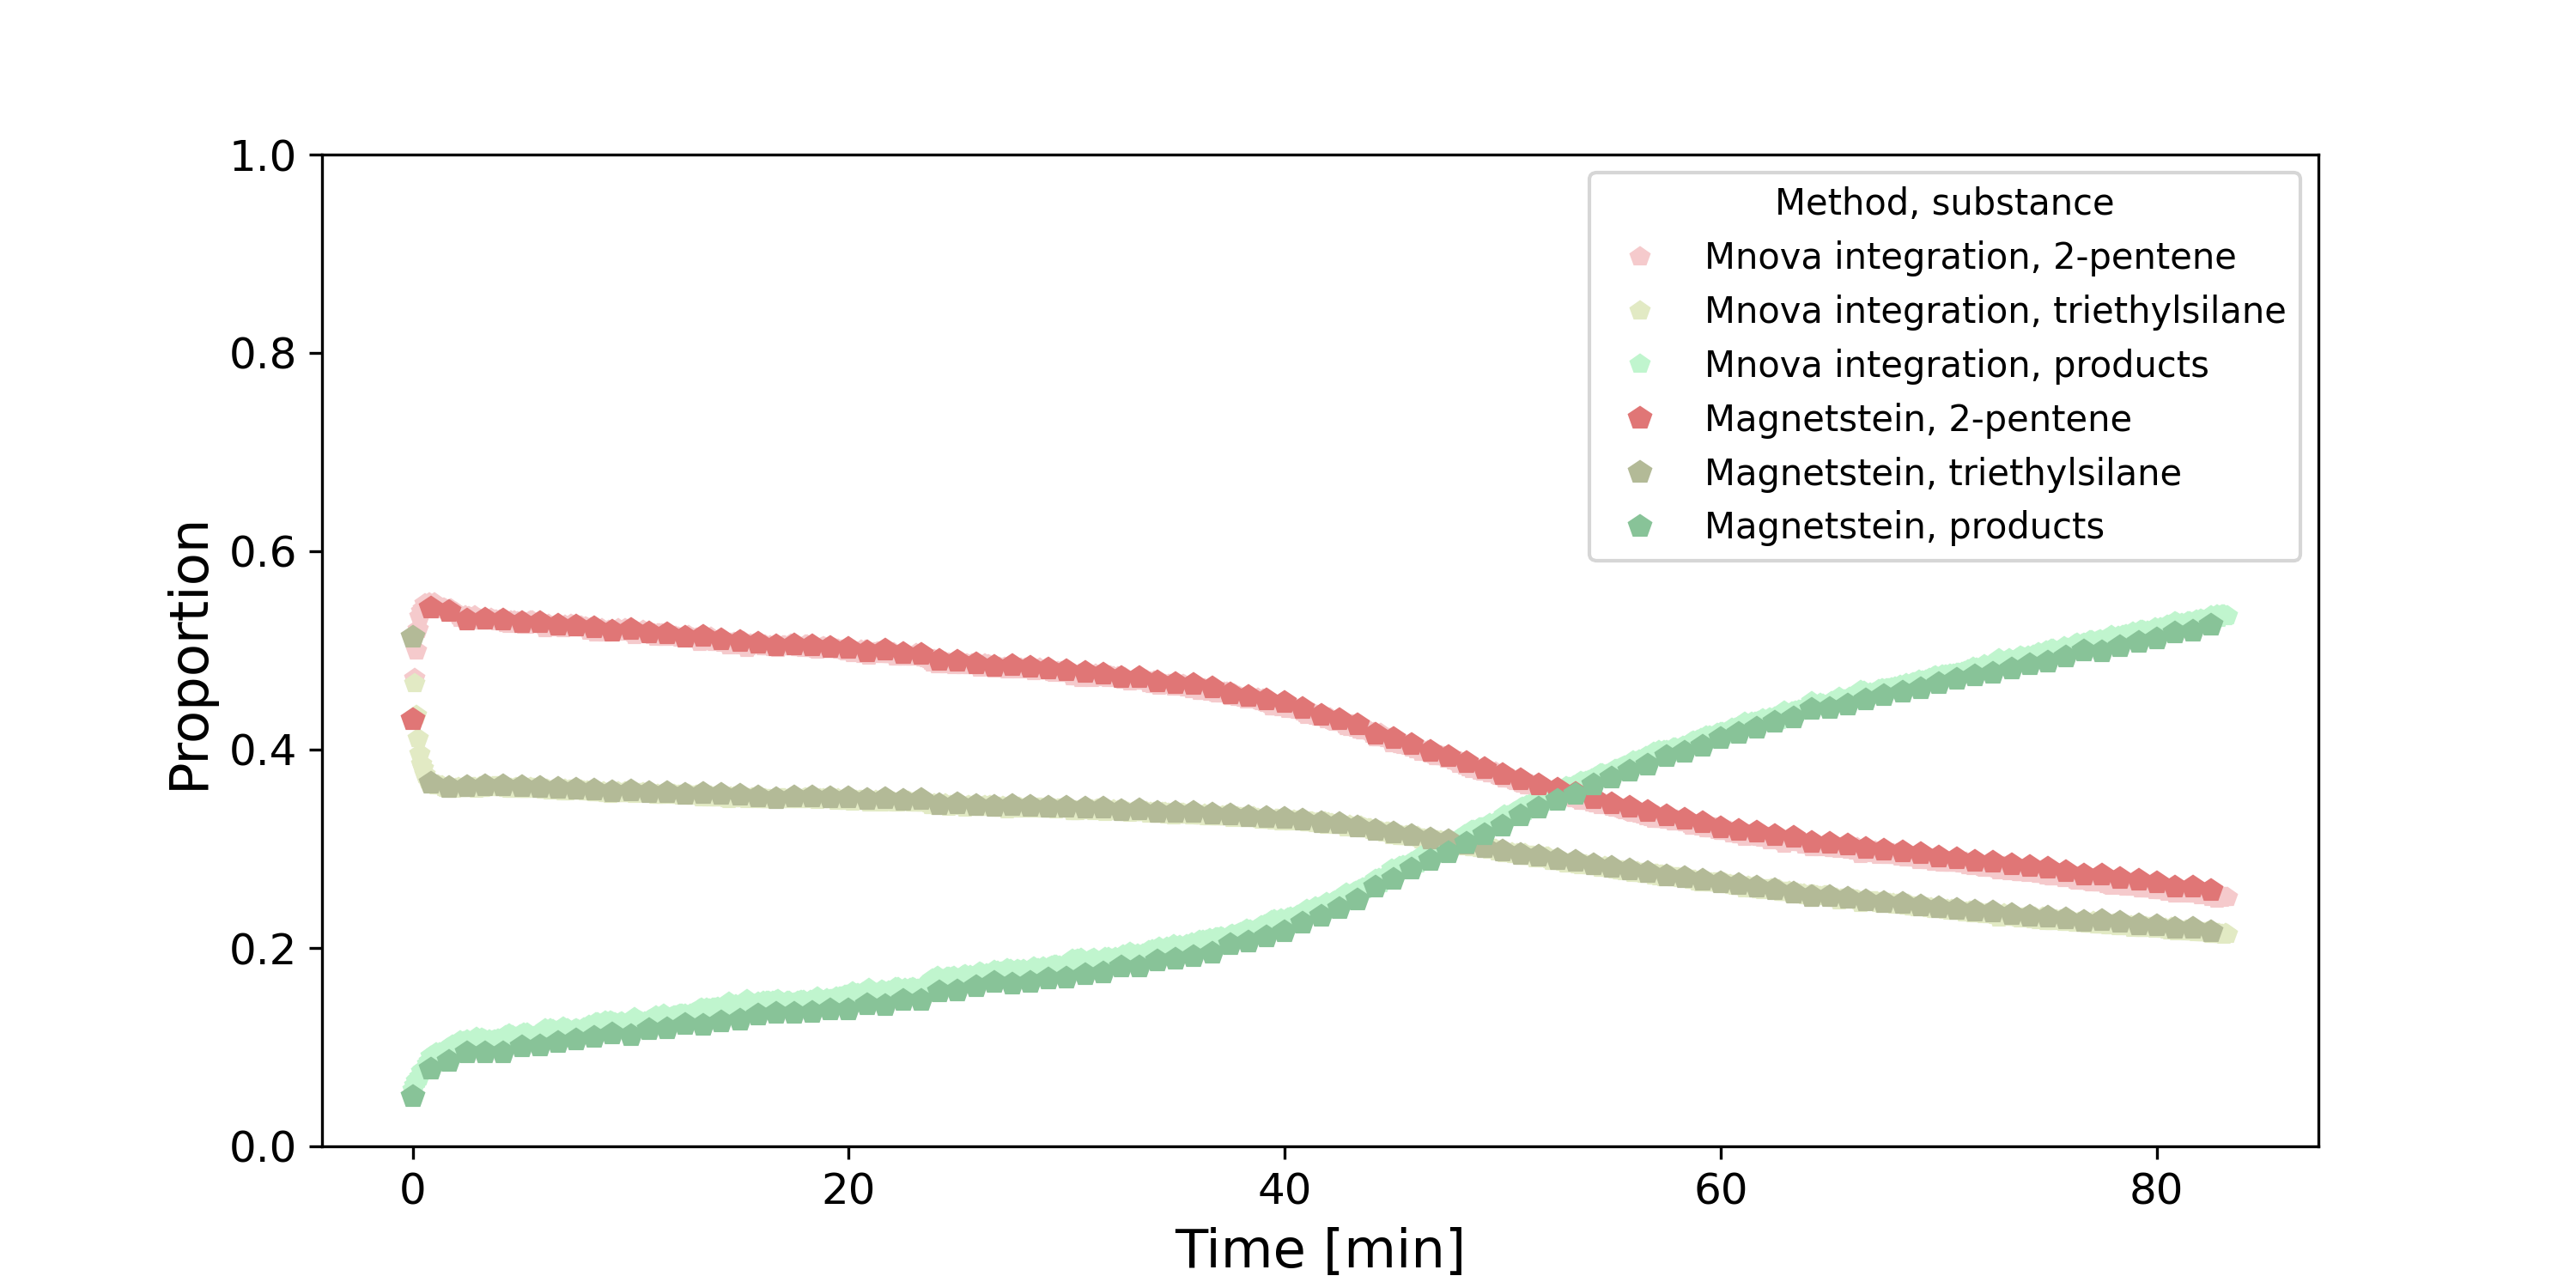 1.0
0.8
0.6
0.4
0.2
0.0
Proportion
0 20 40 60 80
Time [min]
Method, substance
Mnova integration, 2-pentene
Mnova integration, triethylsilane
Mnova integration, products
Magnetstein, 2-pentene
Magnetstein, triethylsilane
Magnetstein, products